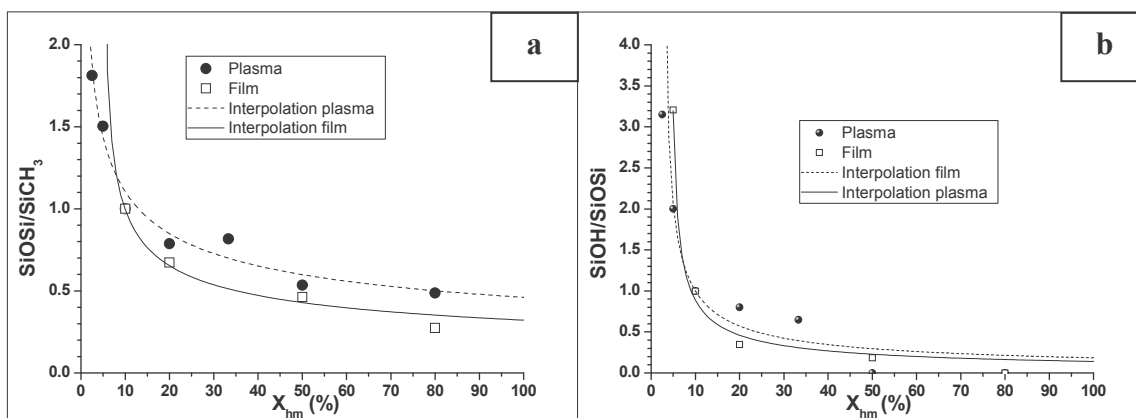 a
Plasma
Film
Interpolation plasma
Interpolation film
SiOSi/SiCH3
2.0
1.5
1.0
0.5
0.0
0 10 20 30 40 50 60 70 80 90 100
Xhm (%)
b
Plasma
Film
Interpolation film
Interpolation plasma
SiOH/SiOSi
4.0
3.5
3.0
2.5
2.0
1.5
1.0
0.5
0.0
0 10 20 30 40 50 60 70 80 90 100
Xhm (%)